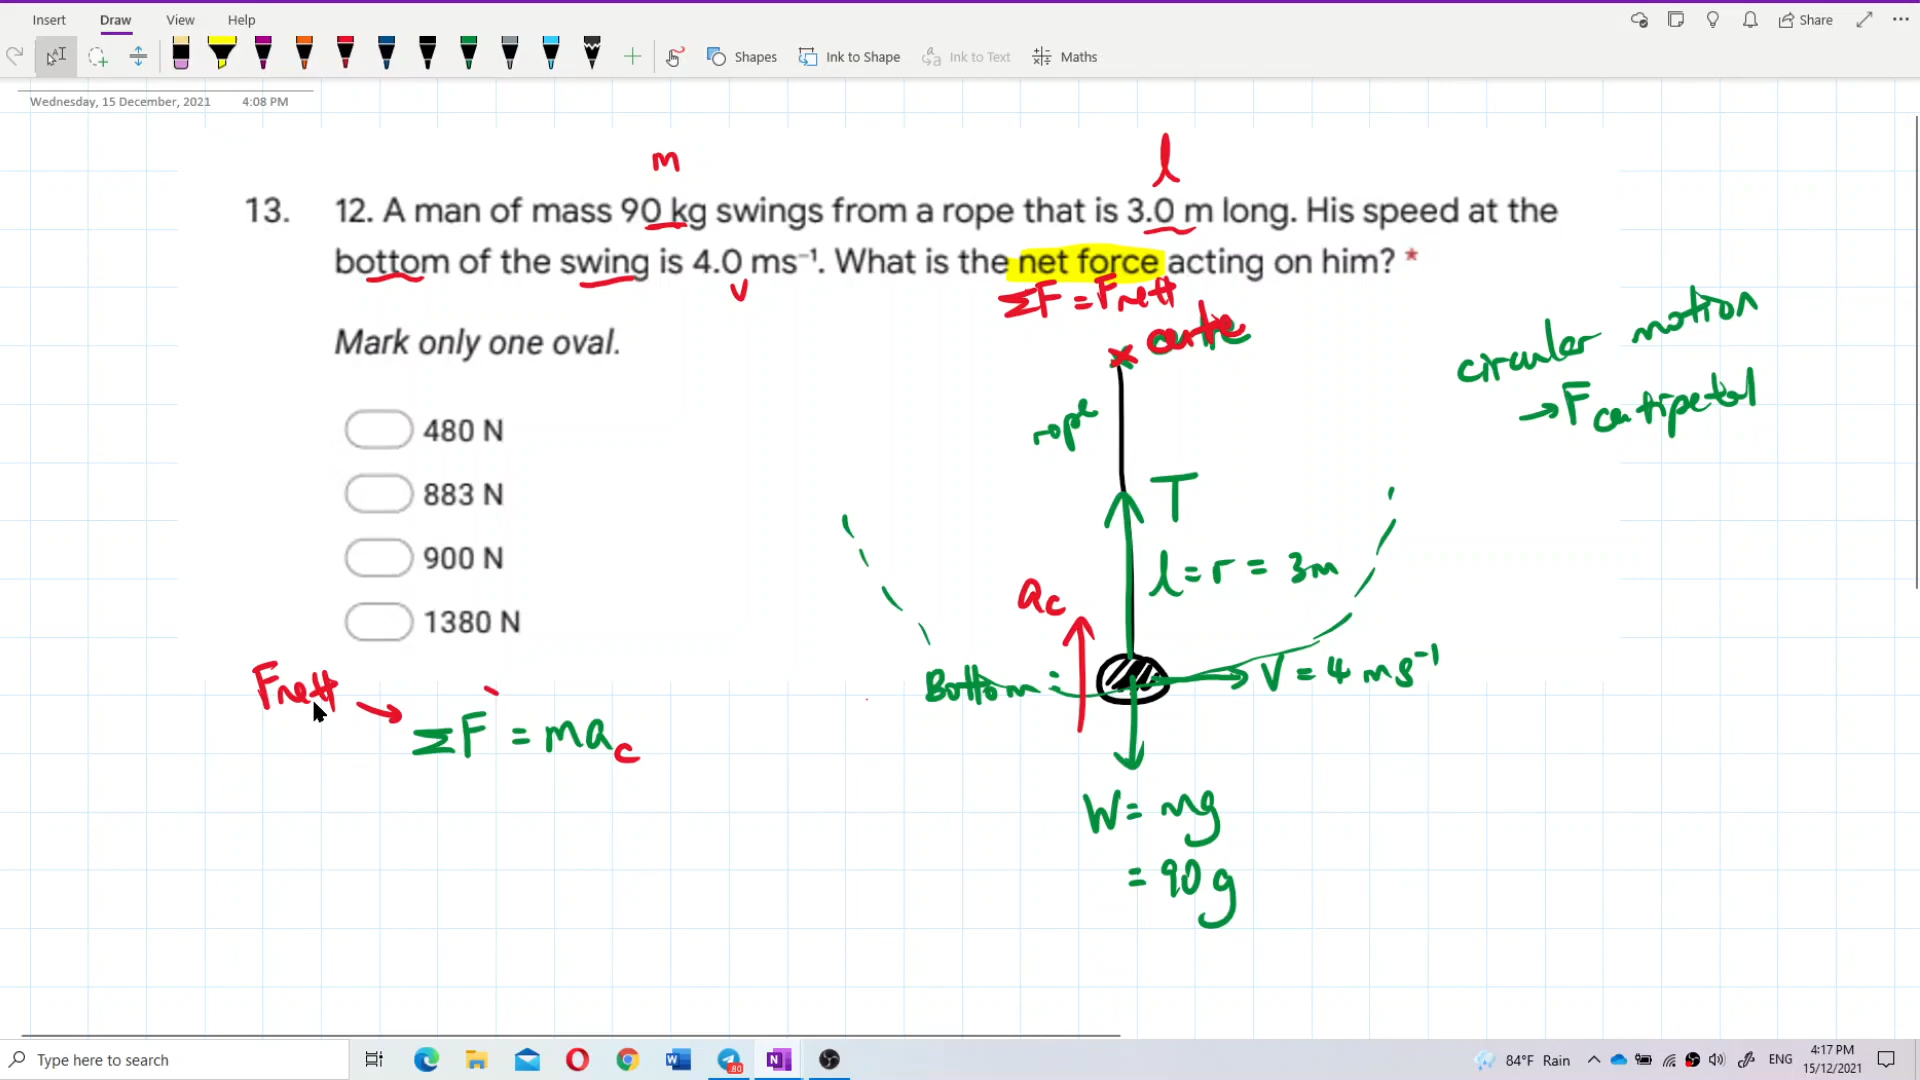 Insert Draw View Help
Share
Shapes Ink to Shape Ink to Text Maths
Wednesday, 15 December, 2021 4:08 PM
m
l
13. 12. A man of mass 90 kg swings from a rope that is 3.0 m long. His speed at the
bottom of the swing is 4.0 ms⁻¹. What is the net force acting on him? *
v
ΣF = Fnett
centre
circular motion
→ F centripetal
Mark only one oval.
rope
480 N
883 N
T
900 N
l = r = 3m
ac
1380 N
Bottom :
V = 4 ms⁻¹
Fnett
ΣF = mac
W = mg
= 90g
Type here to search
80
84°F Rain
ENG
4:17 PM
15/12/2021